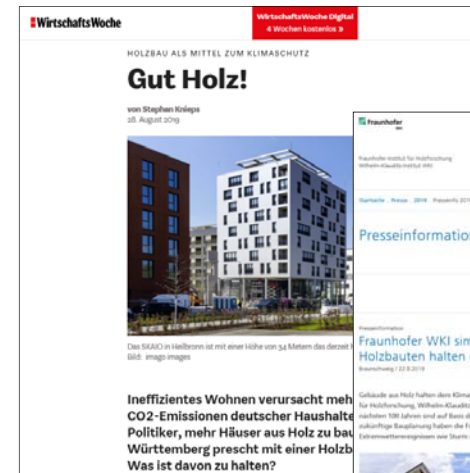 WirtschaftsWoche
WirtschaftsWoche Digital
4 Wochen kostenlos »
HOLZBAU ALS MITTEL ZUM KLIMASCHUTZ
Gut Holz!
von Stephan Knieps
28. August 2019
Das SKAIO in Heilbronn ist mit einer Höhe von 34 Metern das derzeit
Bild: imago images
Ineffizientes Wohnen verursacht meh
CO2-Emissionen deutscher Haushalte
Politiker, mehr Häuser aus Holz zu bau
Württemberg prescht mit einer Holzb
Was ist davon zu halten?
Fraunhofer
WKI
Fraunhofer-Institut für Holzforschung
Wilhelm-Klauditz-Institut WKI
Startseite Presse 2019 Presseinfo 201
Presseinformation
Presseinformation
Fraunhofer WKI sim
Holzbauten halten
Braunschweig / 22.8.2019
Gebäude aus Holz halten dem Klima
für Holzforschung, Wilhelm-Klauditz
nächsten 100 Jahren sind auf Basis d
zukünftige Bauplanung haben die F
Extremwetterereignissen wie Sturm